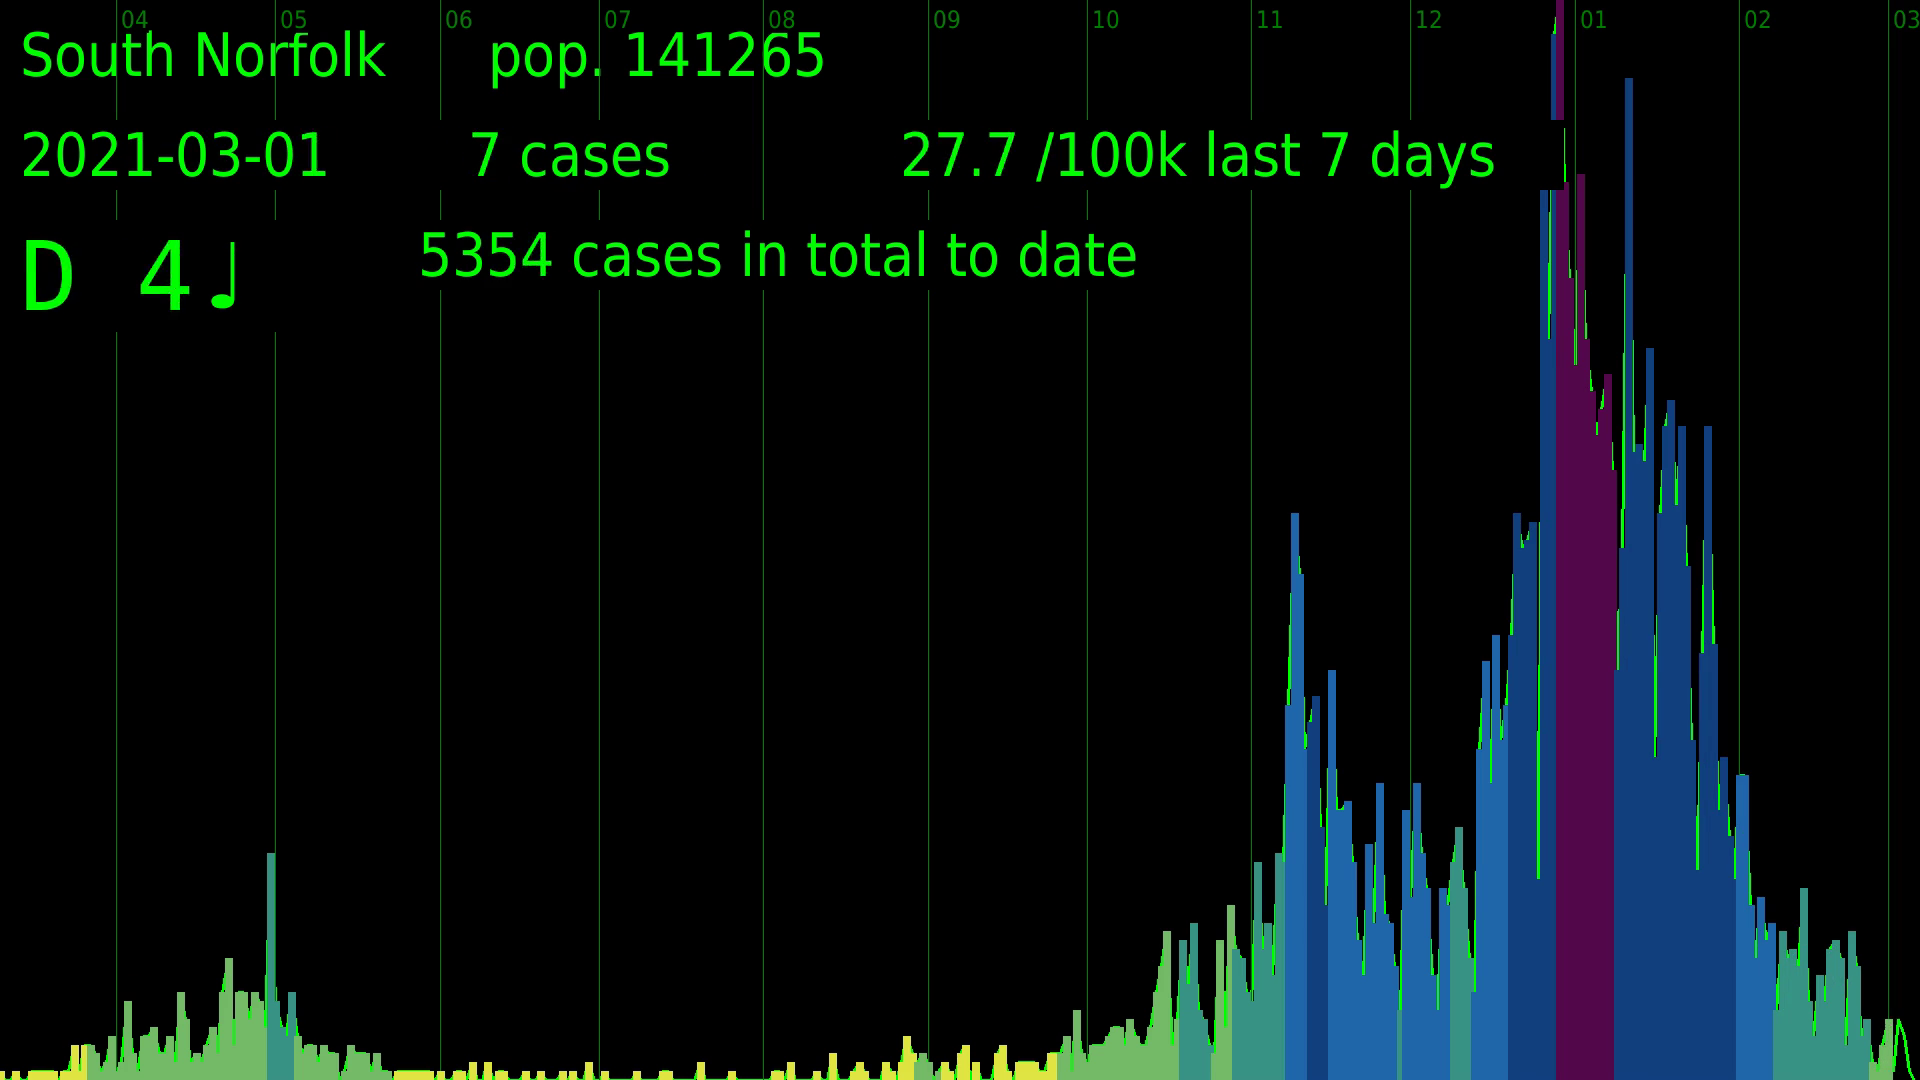 04 05 06 07 08 09 10 11 12 01 02 03
South Norfolk pop. 141265
2021-03-01 7 cases 27.7 /100k last 7 days
D 4♩ 5354 cases in total to date